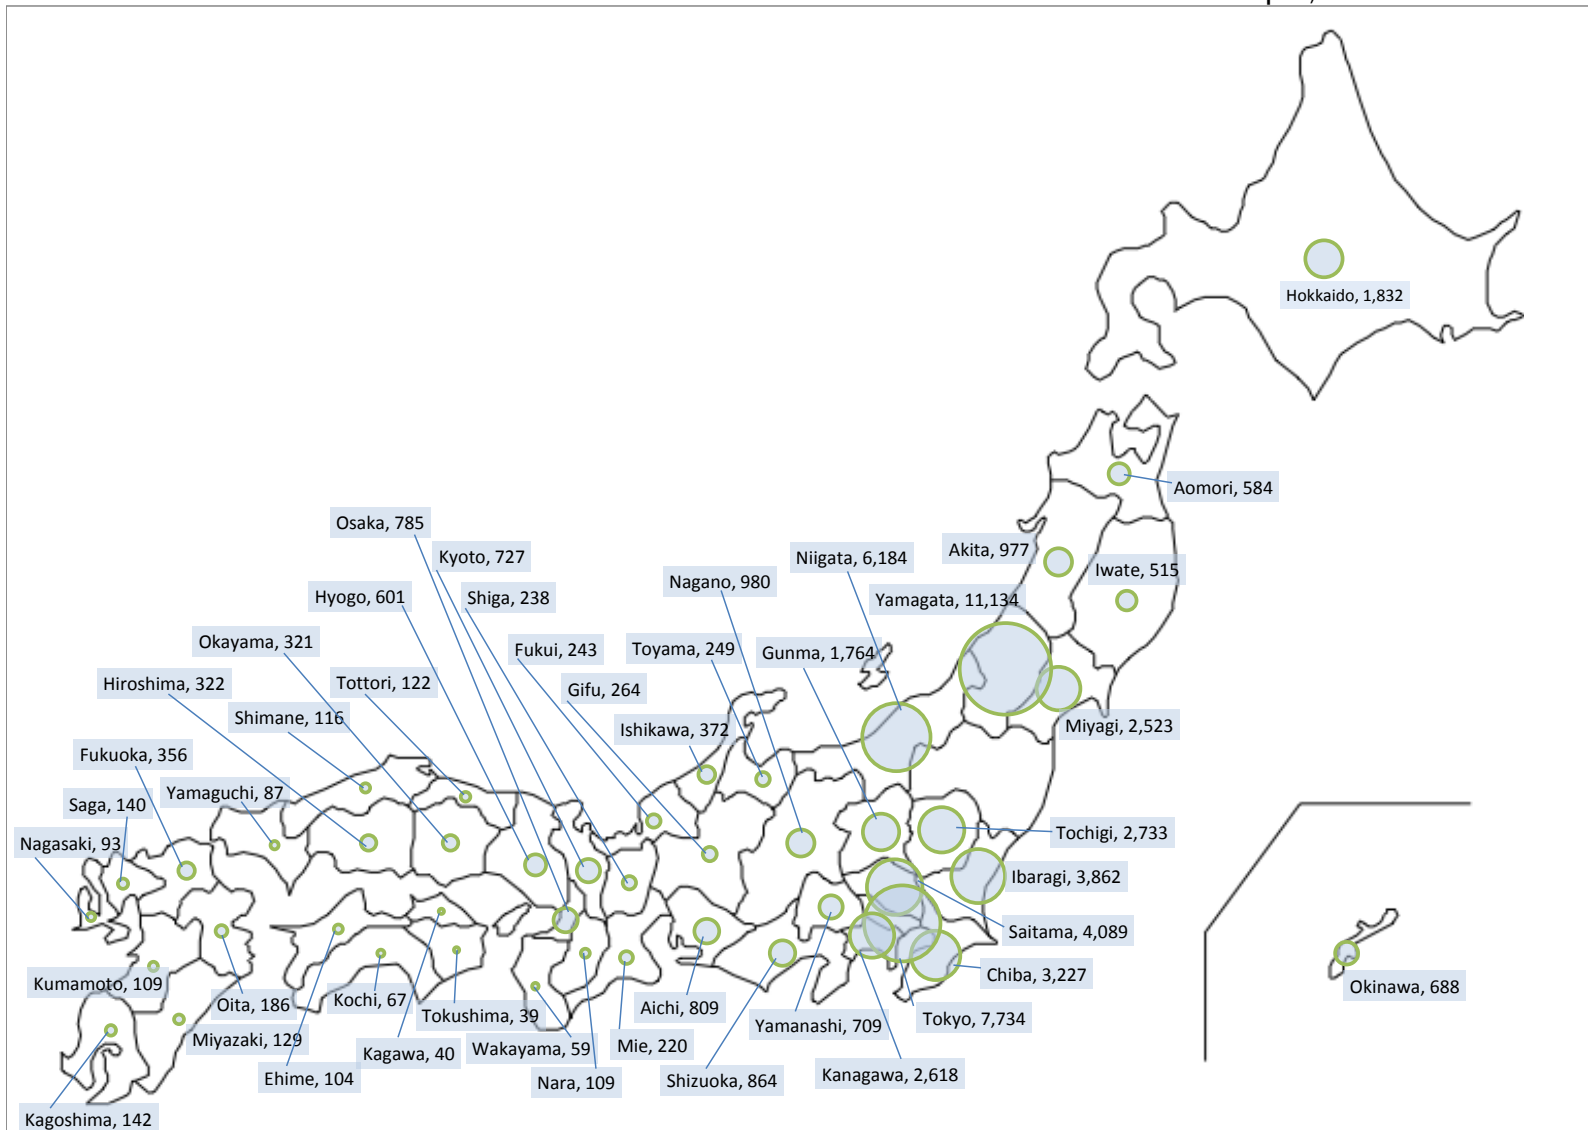 Hokkaido, 1,832
Aomori, 584
Osaka, 785
Kyoto, 727
Niigata, 6,184
Akita, 977
Iwate, 515
Nagano, 980
Hyogo, 601
Shiga, 238
Yamagata, 11,134
Okayama, 321
Fukui, 243
Toyama, 249
Gunma, 1,764
Hiroshima, 322
Tottori, 122
Gifu, 264
Shimane, 116
Ishikawa, 372
Miyagi, 2,523
Fukuoka, 356
Yamaguchi, 87
Saga, 140
Nagasaki, 93
Tochigi, 2,733
Ibaragi, 3,862
Saitama, 4,089
Chiba, 3,227
Okinawa, 688
Kumamoto, 109
Oita, 186
Kochi, 67
Tokushima, 39
Aichi, 809
Yamanashi, 709
Tokyo, 7,734
Miyazaki, 129
Kagawa, 40
Wakayama, 59
Mie, 220
Ehime, 104
Nara, 109
Shizuoka, 864
Kanagawa, 2,618
Kagoshima, 142